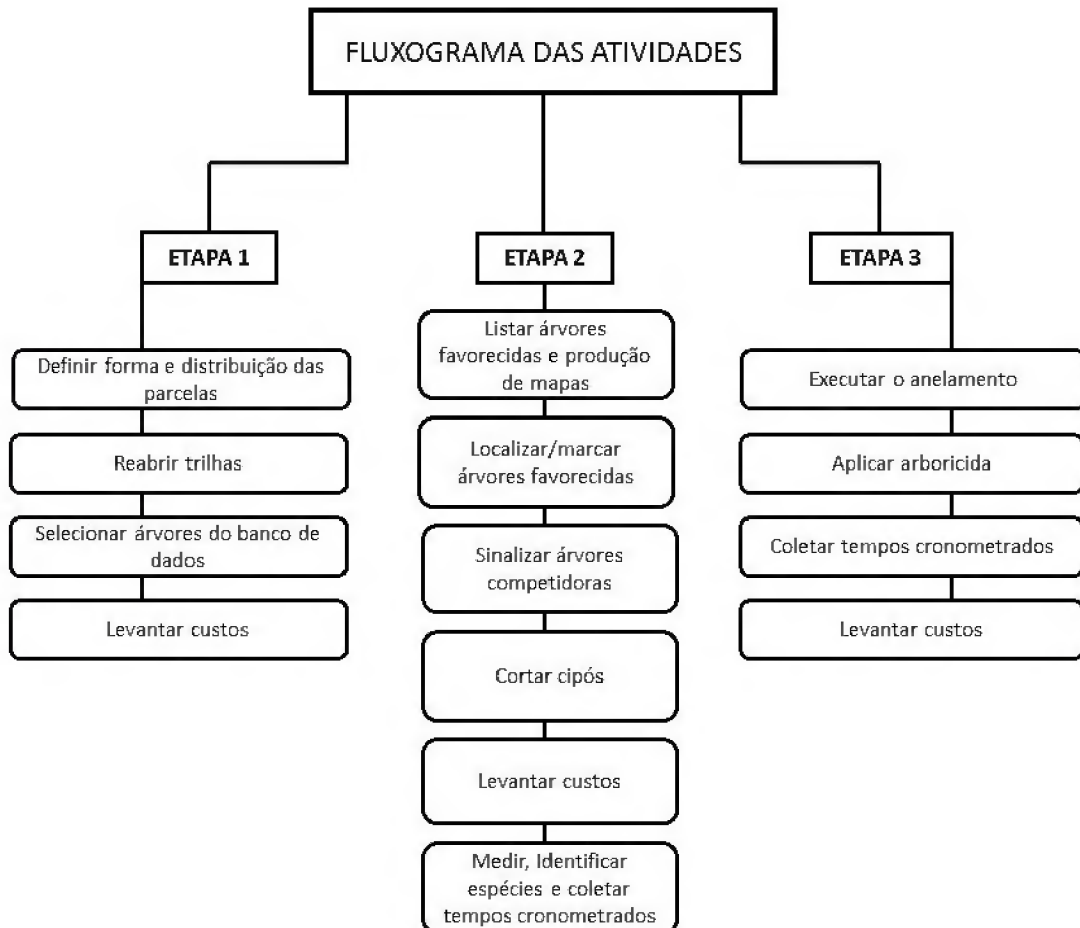 FLUXOGRAMA DAS ATIVIDADES
ETAPA 1
Definir forma e distribuição das
parcelas
Reabrir trilhas
Selecionar árvores do banco de
dados
Levantar custos
ETAPA 2
Listar árvores
favorecidas e produção
de mapas
Localizar/marcar
árvores favorecidas
Sinalizar árvores
competidoras
Cortar cipós
Levantar custos
Medir, Identificar
espécies e coletar
tempos cronometrados
ETAPA 3
Executar o anelamento
Aplicar arboricida
Coletar tempos cronometrados
Levantar custos